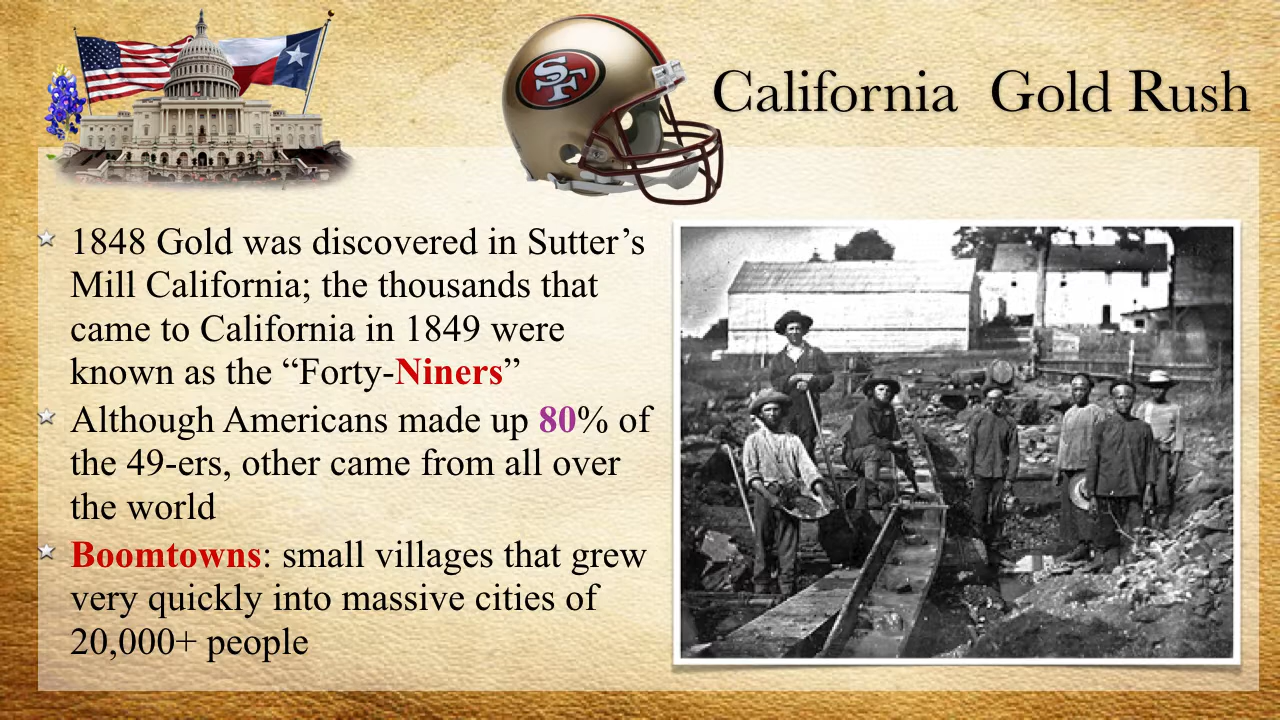 SF
California  Gold Rush
1848 Gold was discovered in Sutter’s
Mill California; the thousands that
came to California in 1849 were
known as the “Forty-Niners”
Although Americans made up 80% of
the 49-ers, other came from all over
the world
Boomtowns: small villages that grew
very quickly into massive cities of
20,000+ people